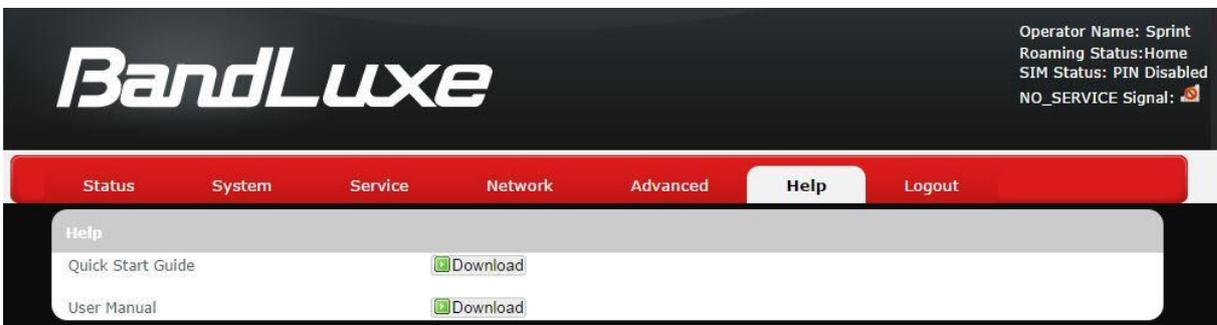 BandLuxe
Operator Name: Sprint
Roaming Status:Home
SIM Status: PIN Disabled
NO_SERVICE Signal:
Status System Service Network Advanced Help Logout
Help
Quick Start Guide Download
User Manual Download